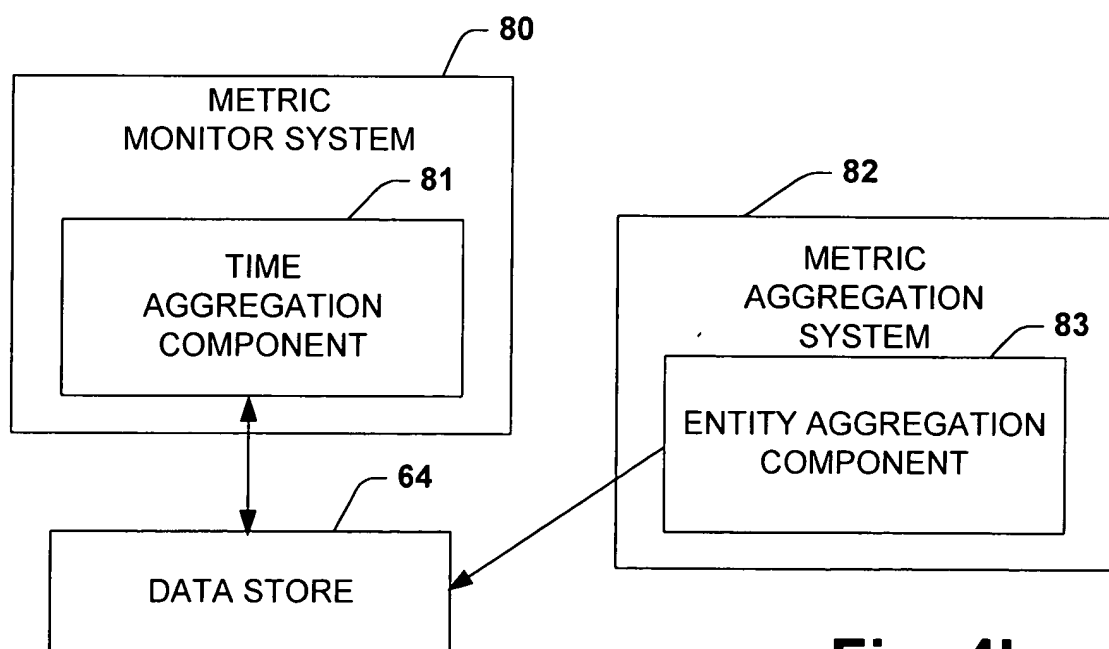 80
METRIC
MONITOR SYSTEM
81
TIME
AGGREGATION
COMPONENT
82
METRIC
AGGREGATION
SYSTEM
83
ENTITY AGGREGATION
COMPONENT
64
DATA STORE